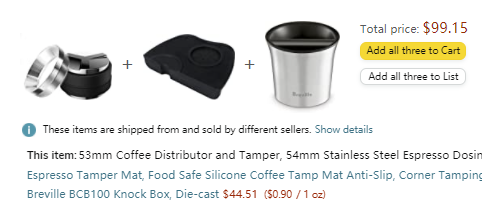 Total price: $99.15
Add all three to Cart
Add all three to List
Breville
These items are shipped from and sold by different sellers. Show details
This item: 53mm Coffee Distributor and Tamper, 54mm Stainless Steel Espresso Dosin
Espresso Tamper Mat, Food Safe Silicone Coffee Tamp Mat Anti-Slip, Corner Tamping
Breville BCB100 Knock Box, Die-cast $44.51 ($0.90 / 1 oz)